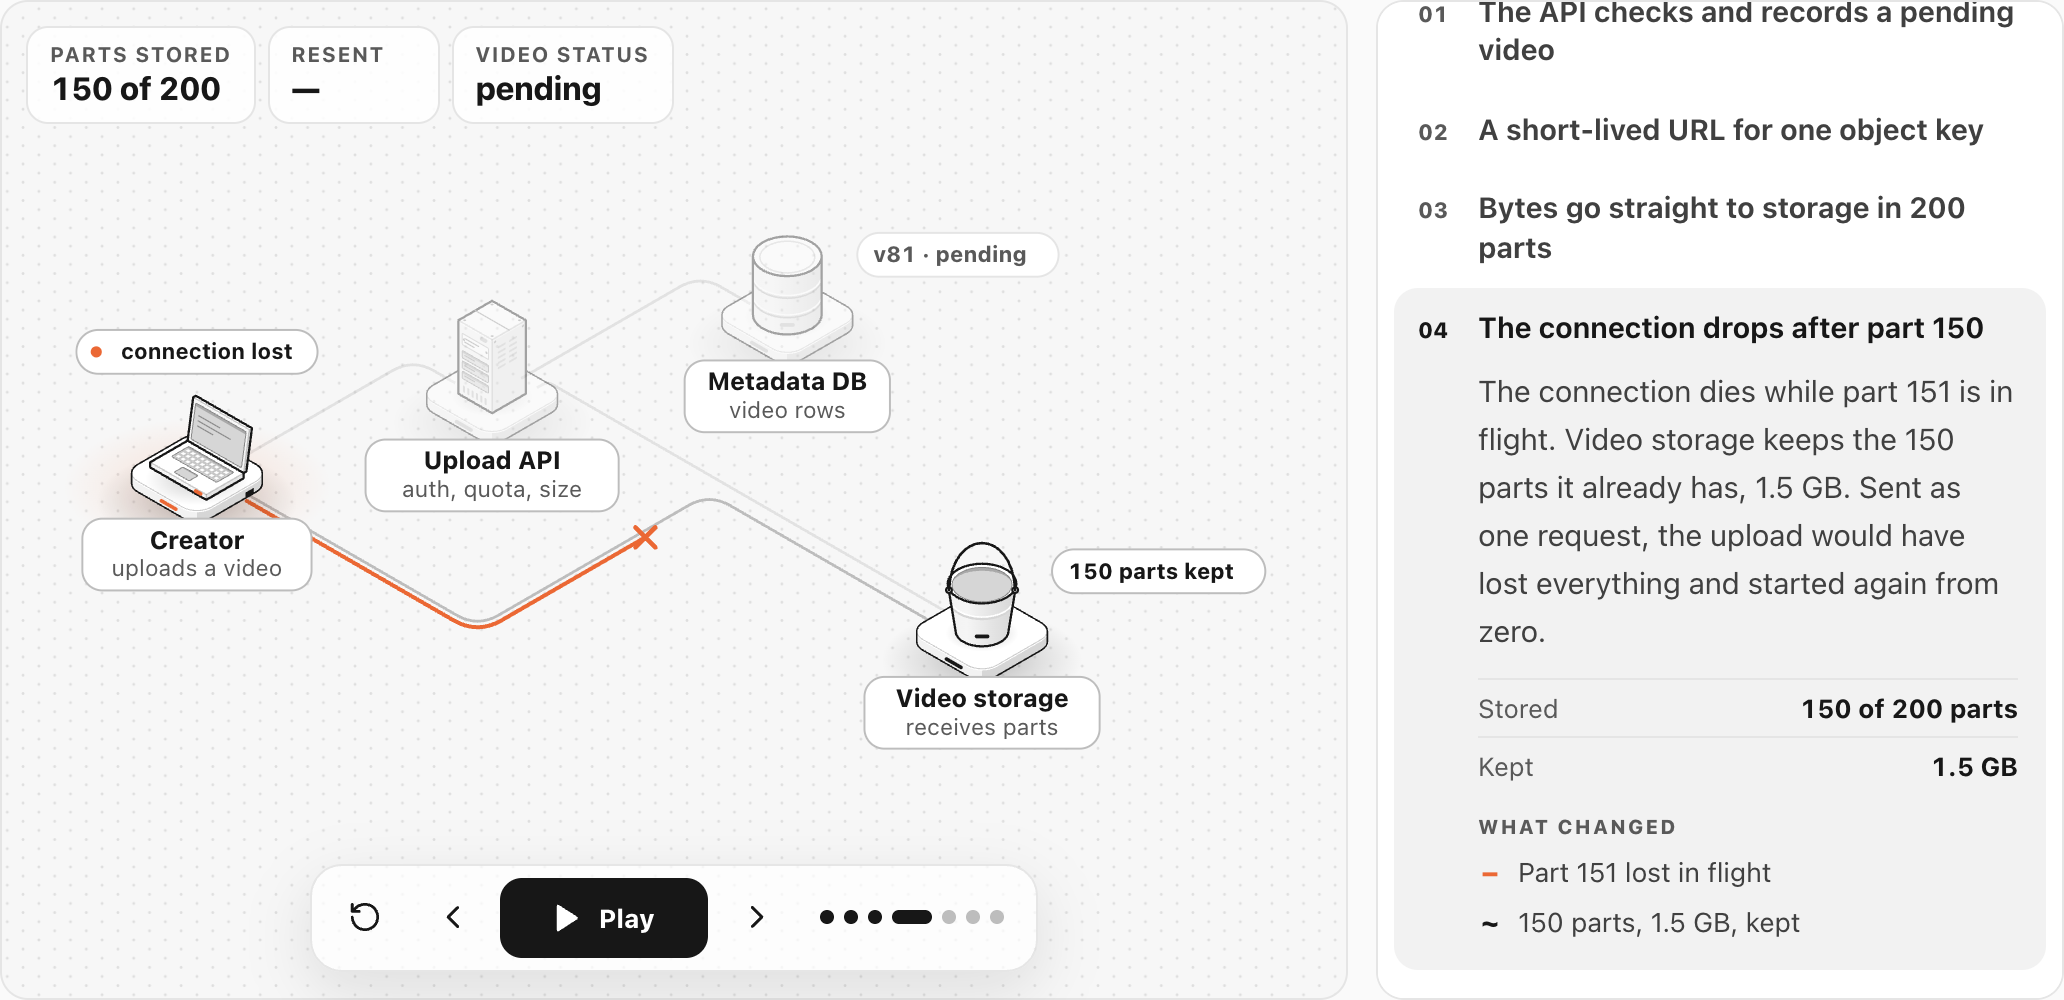 PARTS STORED
150 of 200
RESENT
—
VIDEO STATUS
pending
v81 · pending
connection lost
Metadata DB
video rows
Upload API
auth, quota, size
Creator
uploads a video
150 parts kept
Video storage
receives parts
Play
01 The API checks and records a pending
video
02 A short-lived URL for one object key
03 Bytes go straight to storage in 200
parts
04 The connection drops after part 150
The connection dies while part 151 is in
flight. Video storage keeps the 150
parts it already has, 1.5 GB. Sent as
one request, the upload would have
lost everything and started again from
zero.
Stored 150 of 200 parts
Kept 1.5 GB
WHAT CHANGED
– Part 151 lost in flight
~ 150 parts, 1.5 GB, kept